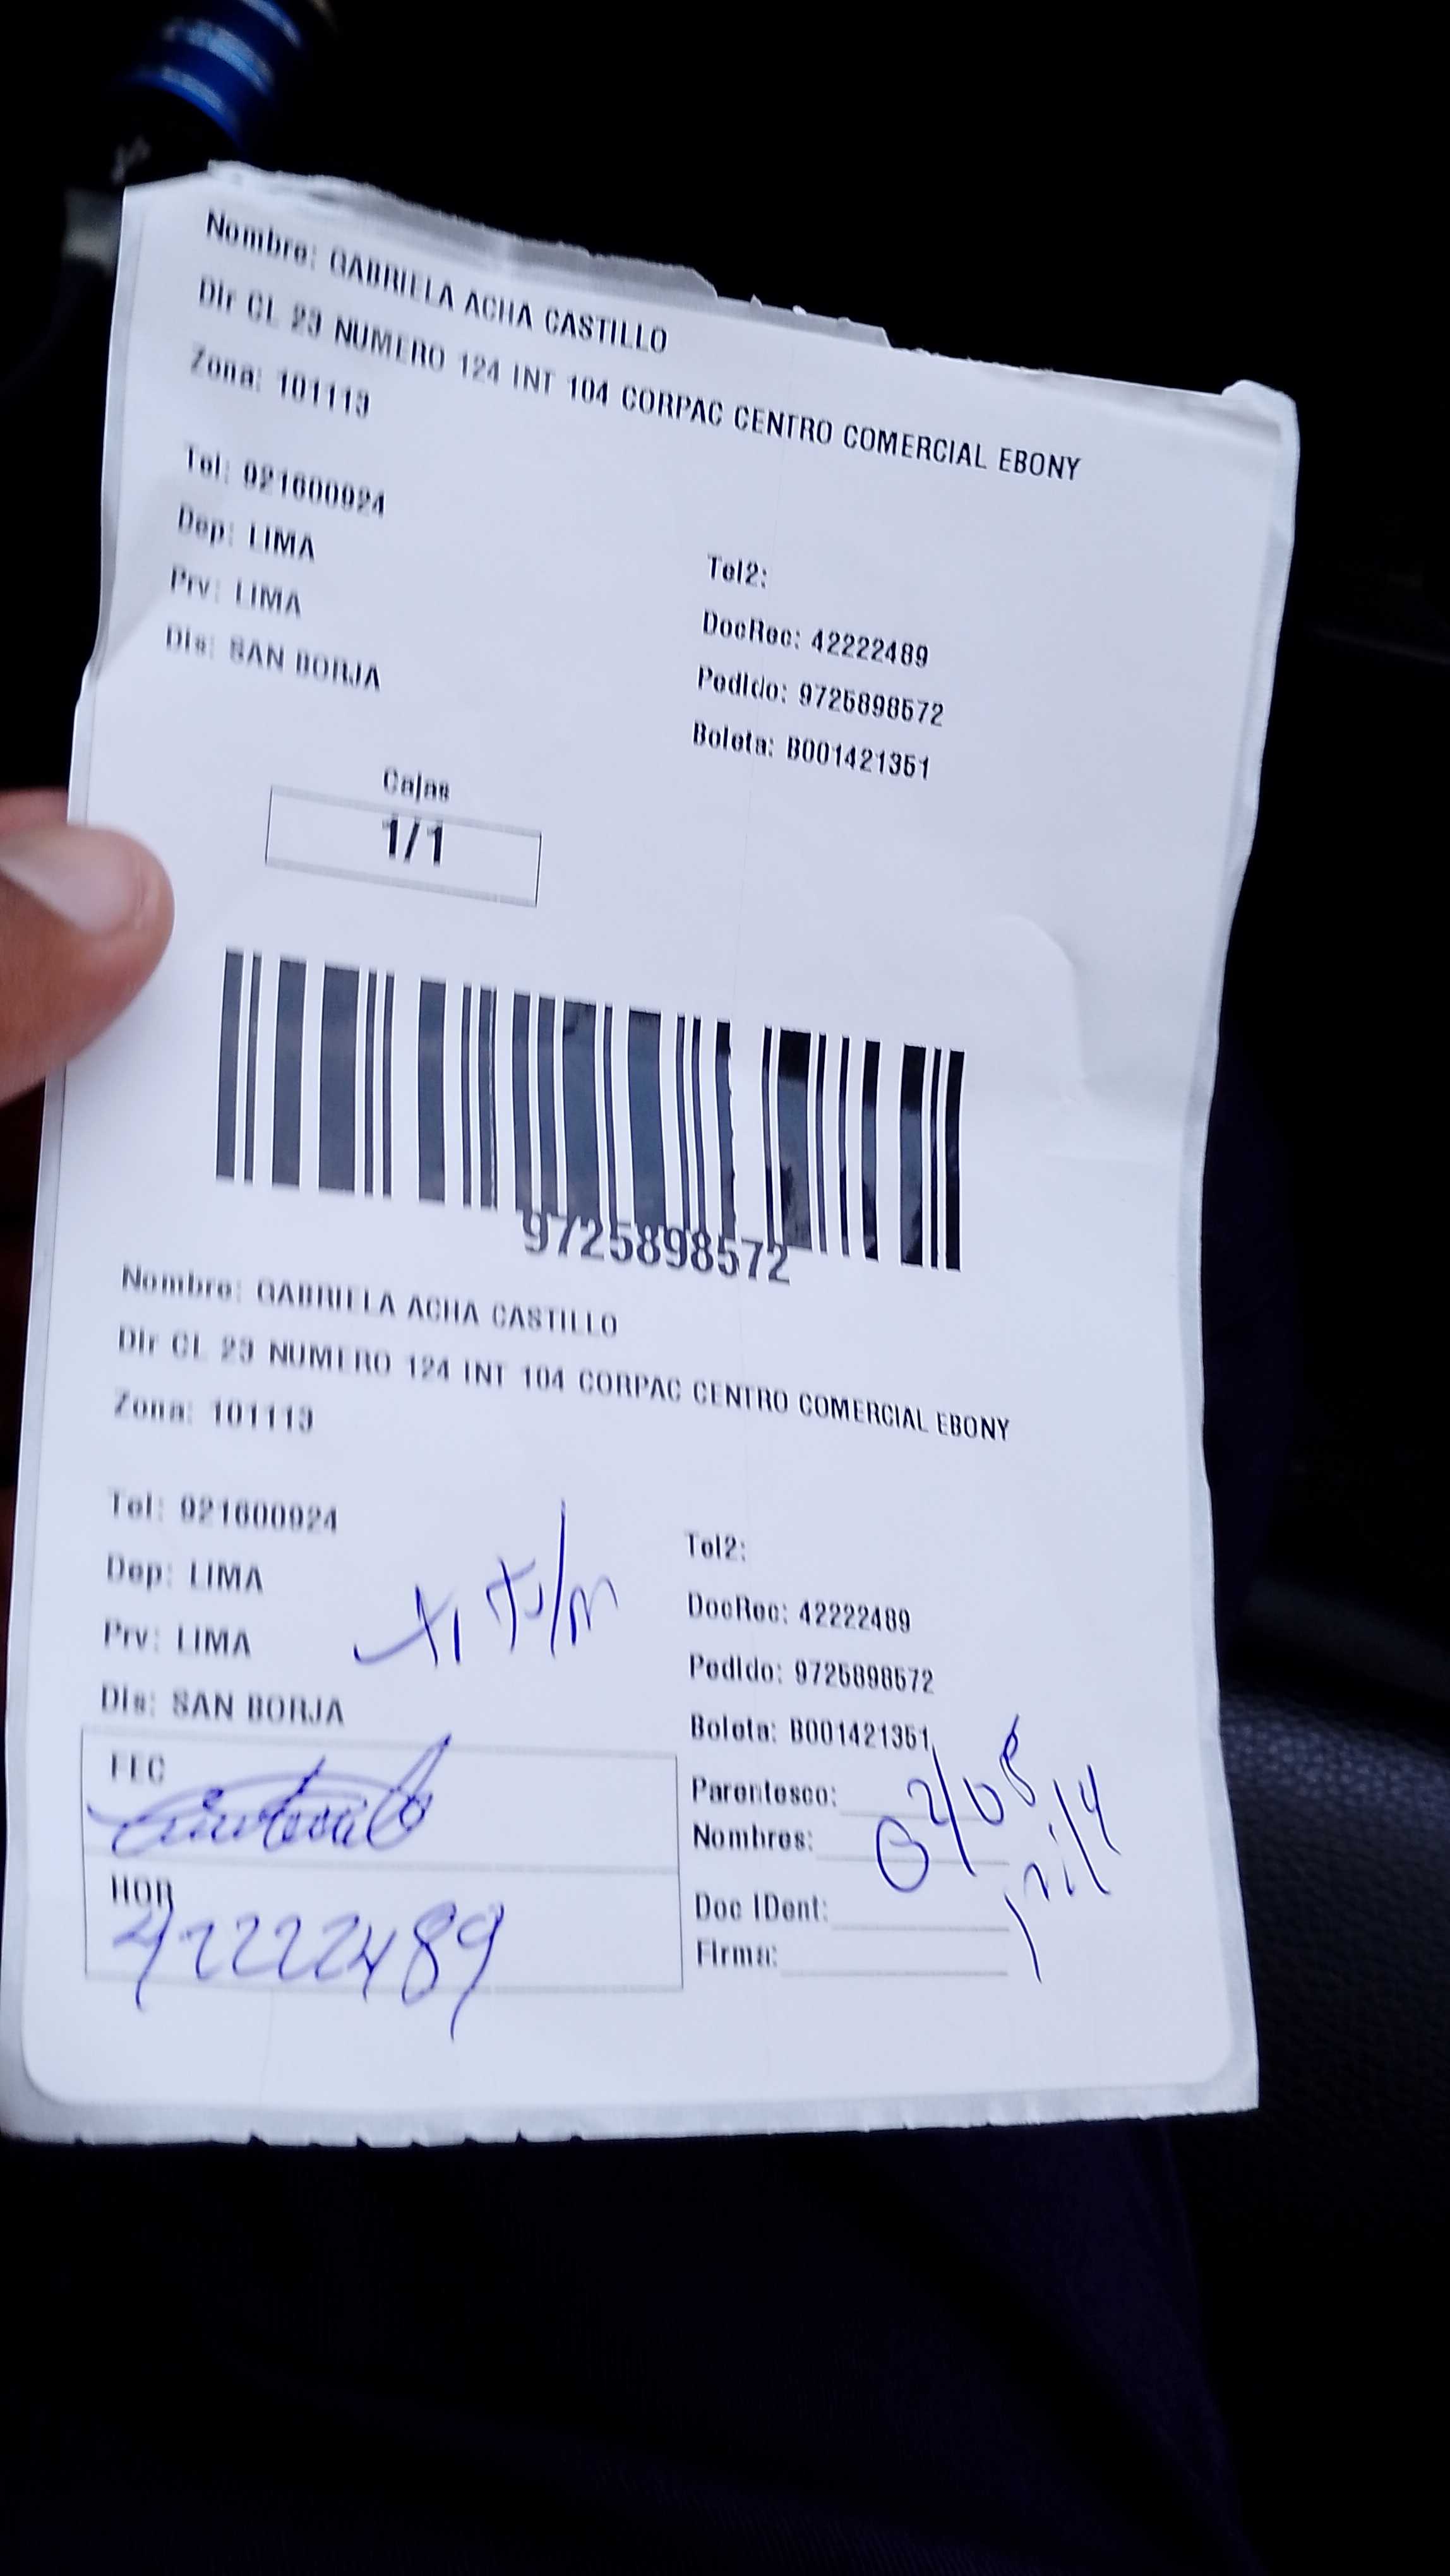 Nombre: GABRIELA ACHA CASTILLO
Dir CL 23 NUMERO 124 INT 104 CORPAC CENTRO COMERCIAL EBONY
Zona: 101113
Tel: 921600924
Tel2:
Dep: LIMA
DocRec: 42222489
Prv: LIMA
Pedido: 9725898572
Dis: SAN BORJA
Boleta: B001421351
Cajas
1/1
9725898572
Nombre: GABRIELA ACHA CASTILLO
Dir CL 23 NUMERO 124 INT 104 CORPAC CENTRO COMERCIAL EBONY
Zona: 101113
Tel: 921600924
Tel2:
Dep: LIMA
DocRec: 42222489
Prv: LIMA
Pedido: 9725898572
Dis: SAN BORJA
Boleta: B001421351
FEC
Parentesco:
02/08
Nombres:
HOR
42222489
Doc IDent:
Firma: